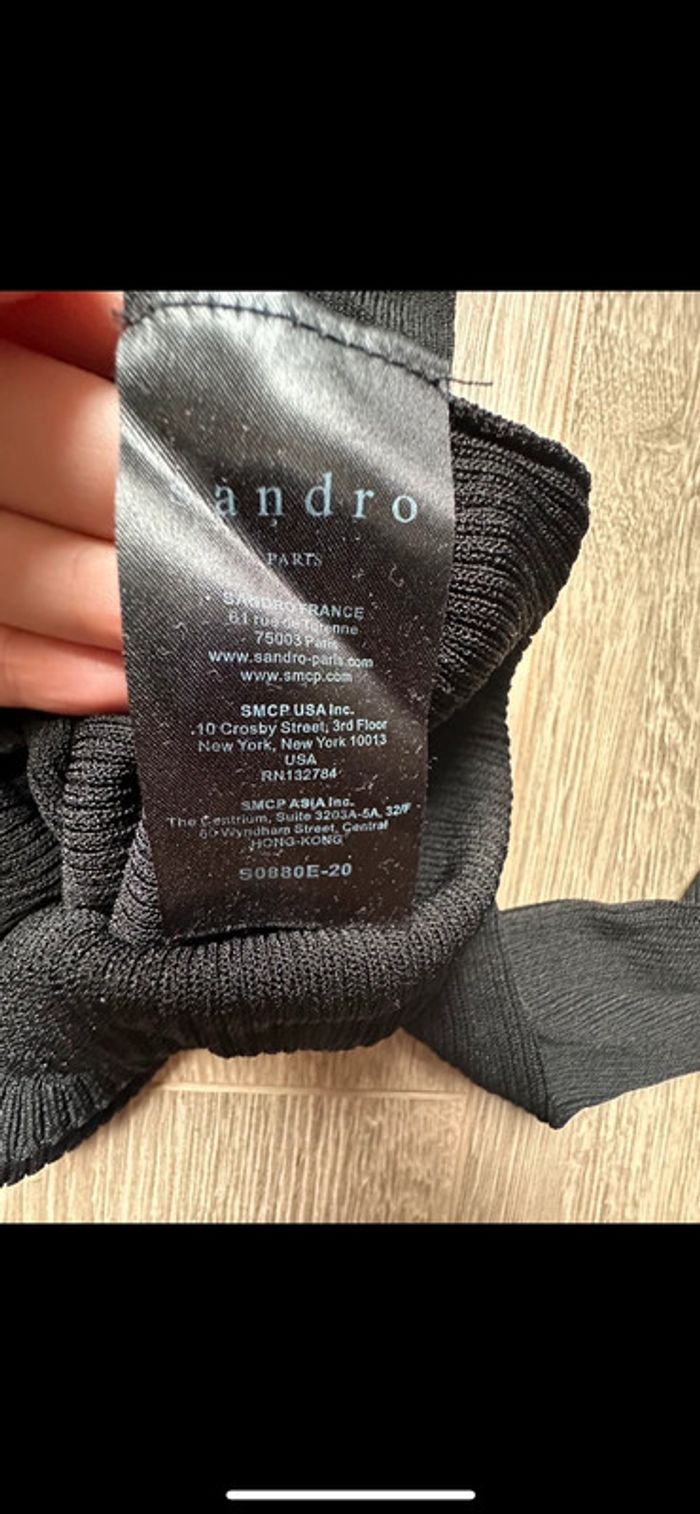 sandro
PARIS
SANDRO FRANCE
61 rue de Turenne
75003 Paris
www.sandro-paris.com
www.smcp.com
SMCP USA Inc.
10 Crosby Street, 3rd Floor
New York, New York 10013
USA
RN132784
SMCP ASIA Inc.
The Centrium, Suite 3203A-5A, 32/F
60 Wyndham Street, Central
HONG-KONG
S0880E-20